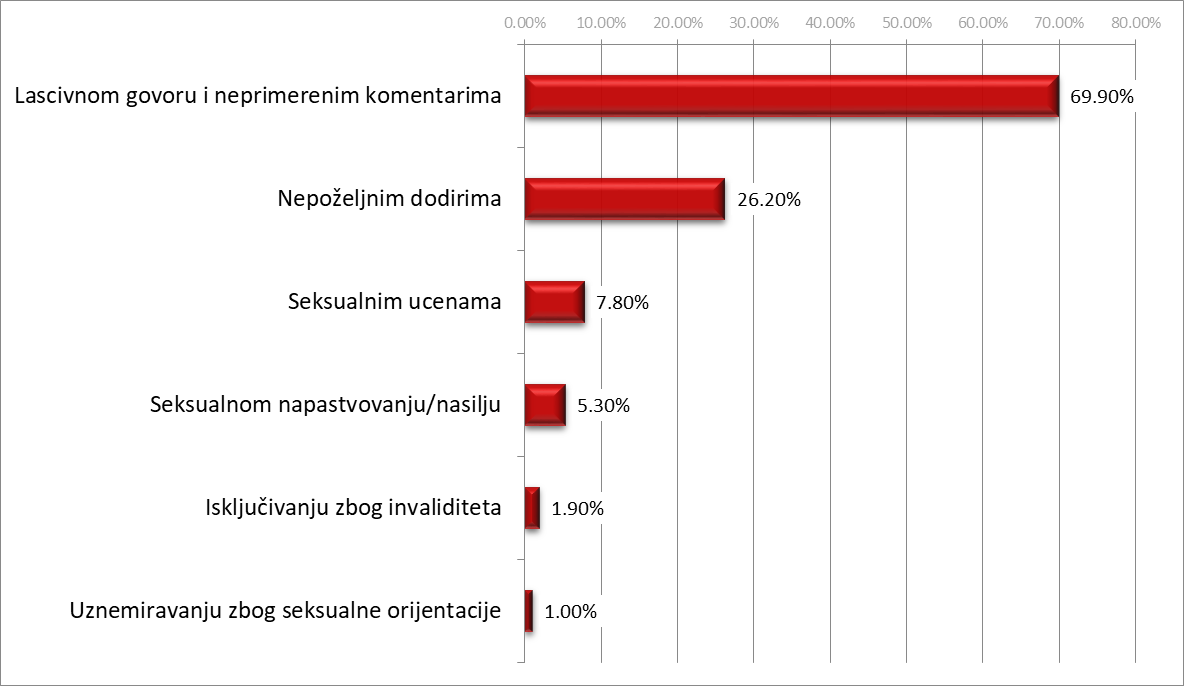 0.00% 10.00% 20.00% 30.00% 40.00% 50.00% 60.00% 70.00% 80.00%
Lascivnom govoru i neprimerenim komentarima 69.90%
Nepoželjnim dodirima 26.20%
Seksualnim ucenama 7.80%
Seksualnom napastvovanju/nasilju 5.30%
Isključivanju zbog invaliditeta 1.90%
Uznemiravanju zbog seksualne orijentacije 1.00%